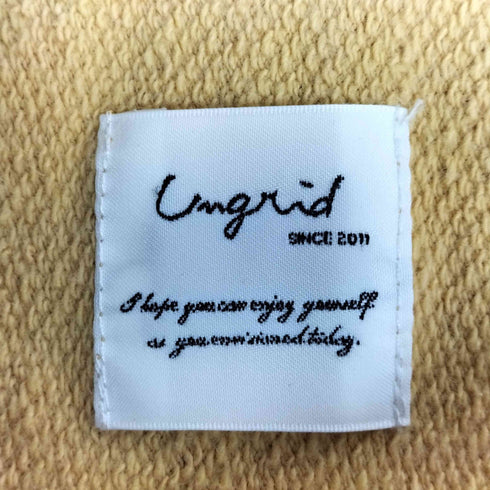 Ungrid
SINCE 2011
I hope you can enjoy yourself
as you envisioned today.